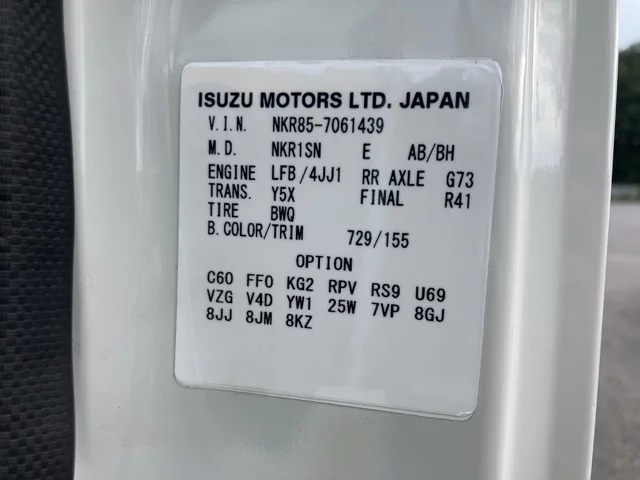 ISUZU MOTORS LTD. JAPAN
V.I.N. NKR85-7061439
M.D. NKR1SN E AB/BH
ENGINE LFB/4JJ1 RR AXLE G73
TRANS. Y5X FINAL R41
TIRE BWQ
B.COLOR/TRIM 729/155
OPTION
C60 FF0 KG2 RPV RS9 U69
VZG V4D YW1 25W 7VP 8GJ
8JJ 8JM 8KZ